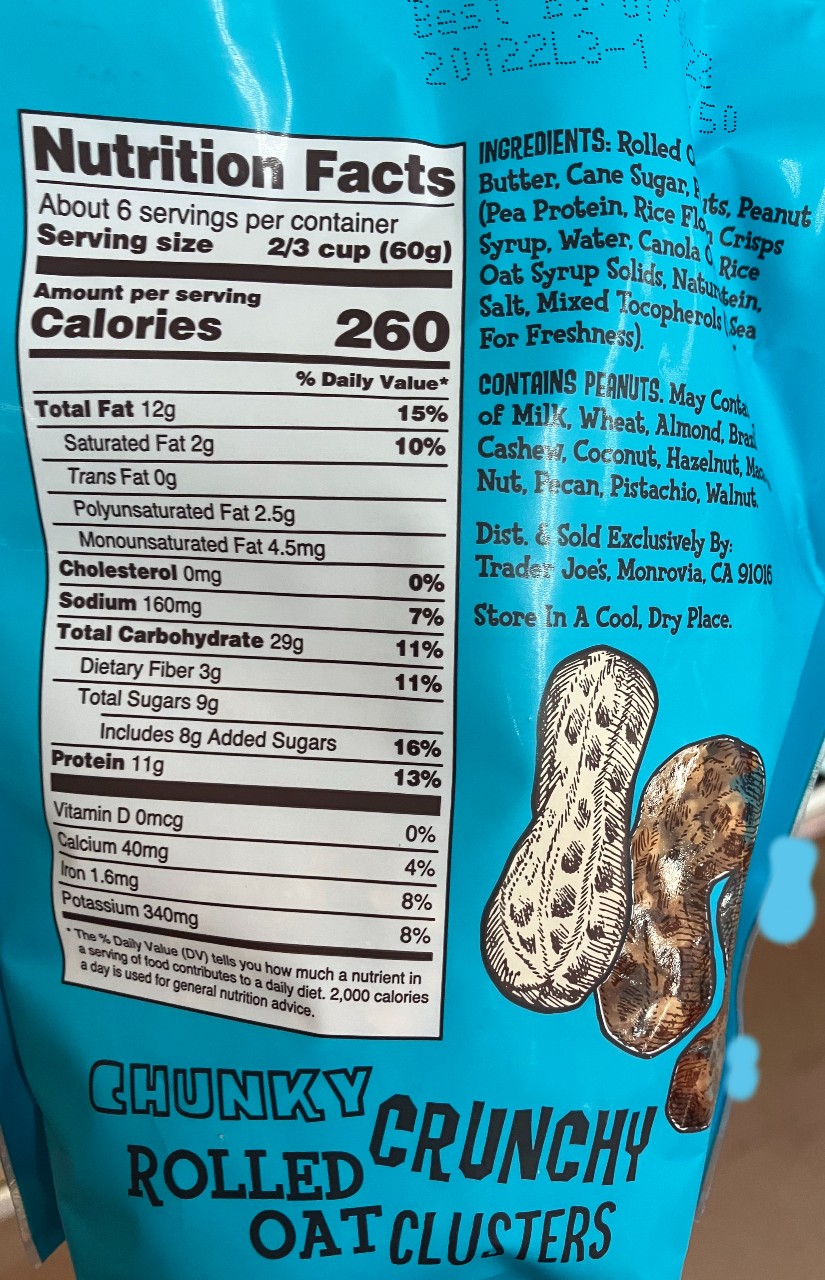 Best
20122L3-1
50
Nutrition Facts
About 6 servings per container
Serving size 2/3 cup (60g)
Amount per serving
Calories 260
% Daily Value*
Total Fat 12g 15%
Saturated Fat 2g 10%
Trans Fat 0g
Polyunsaturated Fat 2.5g
Monounsaturated Fat 4.5mg
Cholesterol 0mg 0%
Sodium 160mg 7%
Total Carbohydrate 29g 11%
Dietary Fiber 3g 11%
Total Sugars 9g
Includes 8g Added Sugars 16%
Protein 11g 13%
Vitamin D 0mcg 0%
Calcium 40mg 4%
Iron 1.6mg 8%
Potassium 340mg 8%
* The % Daily Value (DV) tells you how much a nutrient in
a serving of food contributes to a daily diet. 2,000 calories
a day is used for general nutrition advice.
INGREDIENTS: Rolled
Butter, Cane Sugar, Peanut
(Pea Protein, Rice Crisps
Syrup, Water, Canola Rice
Oat Syrup Solids,
Salt, Mixed Tocopherols (Sea
For Freshness).
CONTAINS PEANUTS. May
of Milk, Wheat, Almond,
Cashew, Coconut, Hazelnut,
Nut, Pecan, Pistachio, Walnut.
Dist. & Sold Exclusively By:
Trader Joe's, Monrovia, CA 91016
Store In A Cool, Dry Place.
CHUNKY
CRUNCHY
ROLLED
OAT CLUSTERS